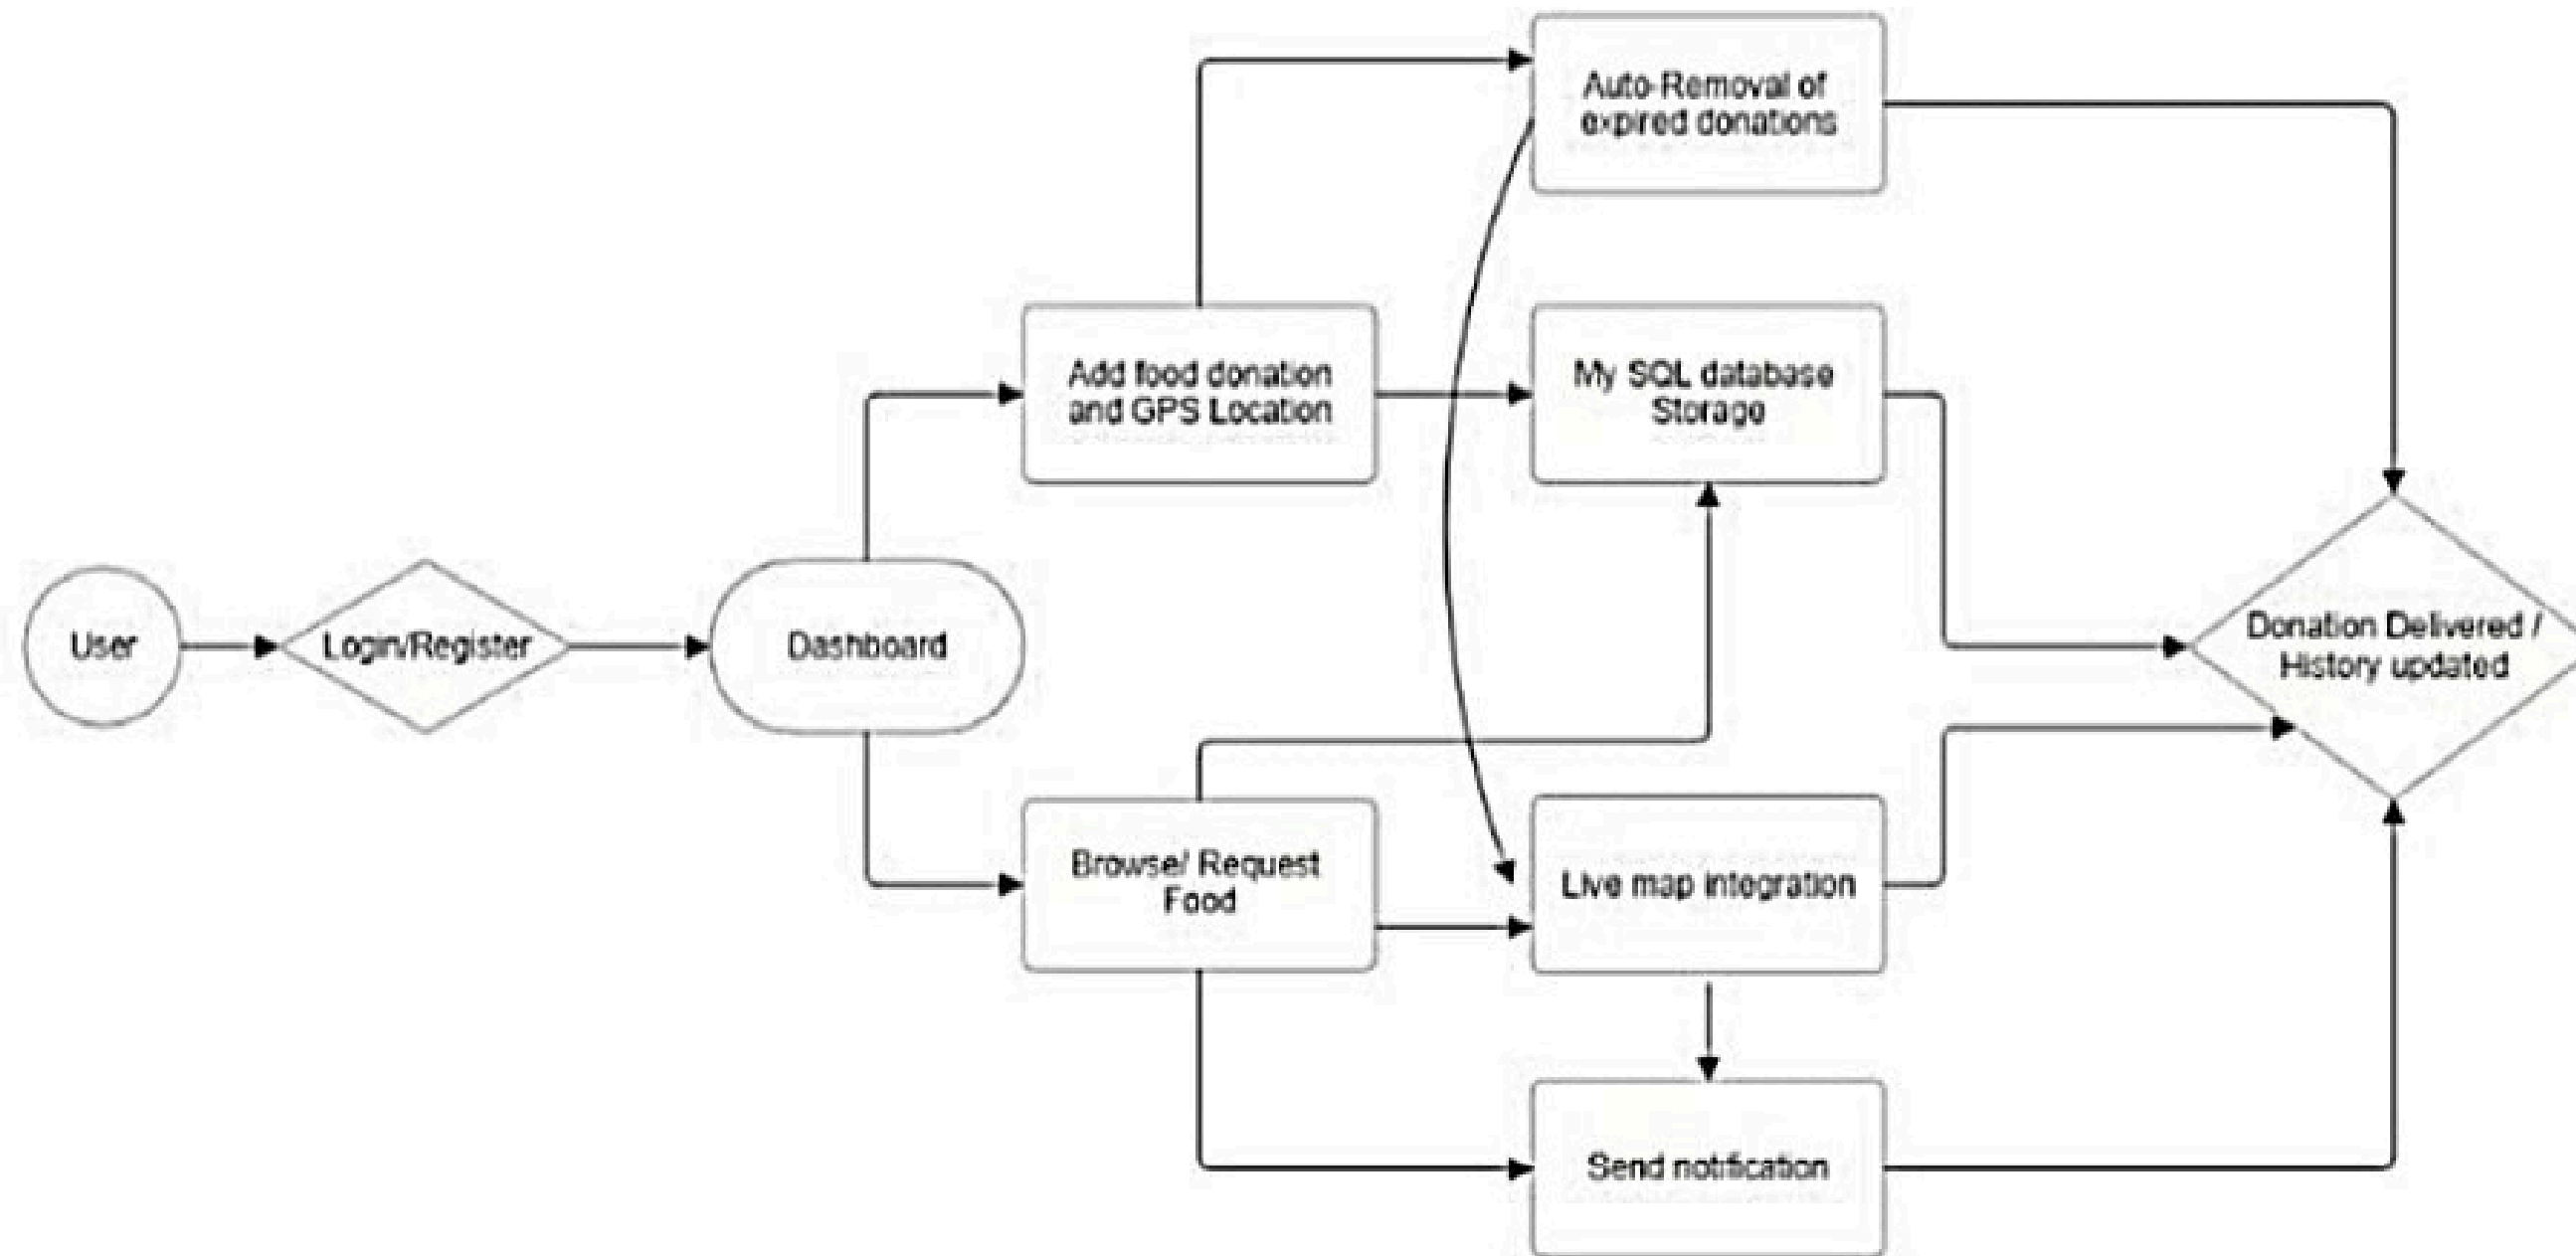 User
Login/Register
Dashboard
Add food donation
and GPS Location
Browse/ Request
Food
Auto-Removal of
expired donations
My SQL database
Storage
Live map integration
Send notification
Donation Delivered /
History updated